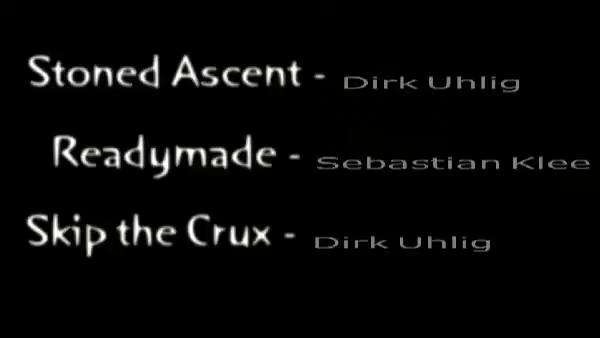 Stoned Ascent - Dirk Uhlig
Readymade - Sebastian Klee
Skip the Crux - Dirk Uhlig